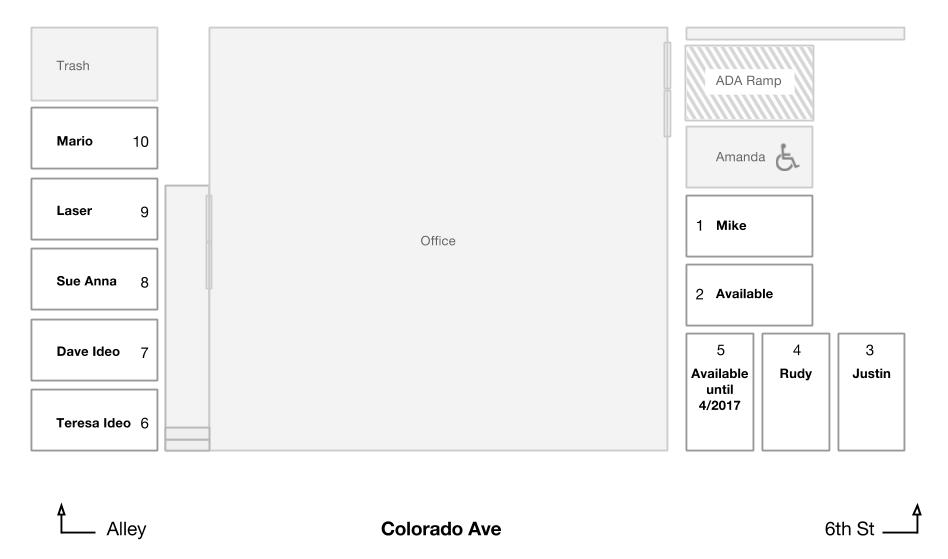 Trash
Mario 10
Laser 9
Sue Anna 8
Dave Ideo 7
Teresa Ideo 6
Office
ADA Ramp
Amanda
1 Mike
2 Available
5
Available
until
4/2017
4
Rudy
3
Justin
Alley
Colorado Ave
6th St